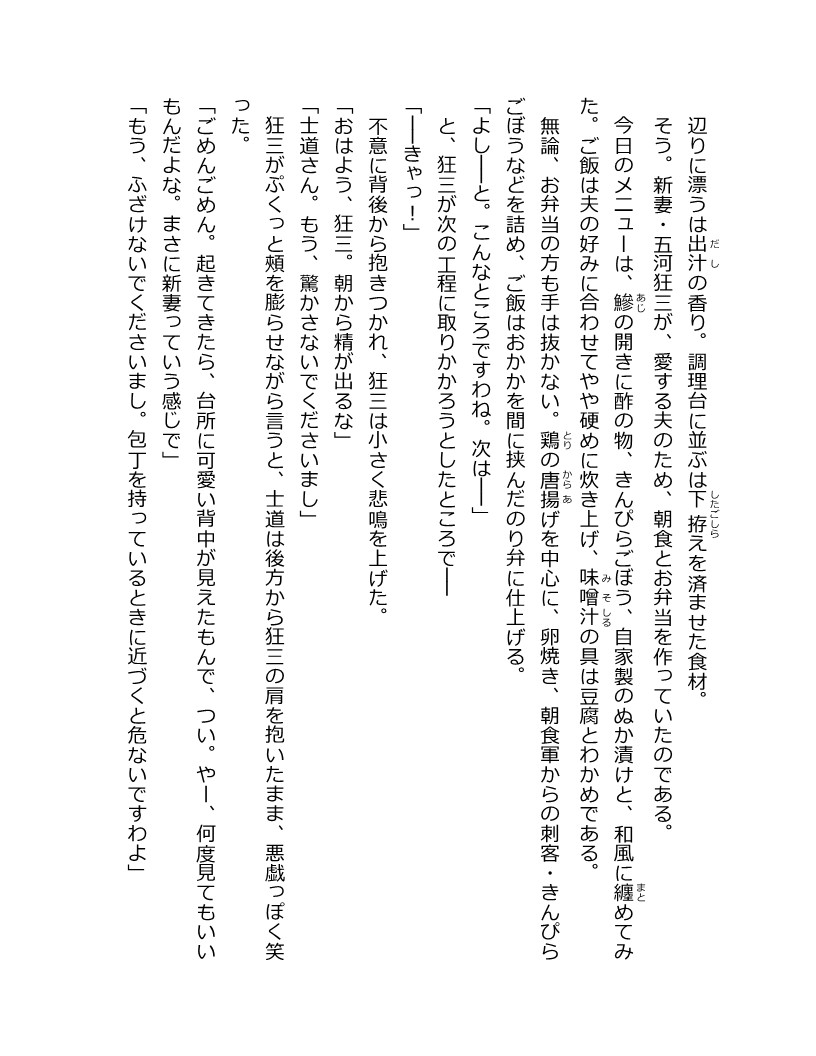 辺りに漂うは出汁の香り。調理台に並ぶは下拵えを済ませた食材。
そう。新妻・五河狂三が、愛する夫のため、朝食とお弁当を作っていたのである。
今日のメニューは、鰺の開きに酢の物、きんぴらごぼう、自家製のぬか漬けと、和風に纏めてみ
た。ご飯は夫の好みに合わせてやや硬めに炊き上げ、味噌汁の具は豆腐とわかめである。
無論、お弁当の方も手は抜かない。鶏の唐揚げを中心に、卵焼き、朝食軍からの刺客・きんぴら
ごぼうなどを詰め、ご飯はおかかを間に挟んだのり弁に仕上げる。
「よし──と。こんなところですわね。次は──」
と、狂三が次の工程に取りかかろうとしたところで──
「──きゃっ！」
不意に背後から抱きつかれ、狂三は小さく悲鳴を上げた。
「おはよう、狂三。朝から精が出るな」
「士道さん。もう、驚かさないでくださいまし」
狂三がぷくっと頰を膨らせながら言うと、士道は後方から狂三の肩を抱いたまま、悪戯っぽく笑
った。
「ごめんごめん。起きてきたら、台所に可愛い背中が見えたもんで、つい。やー、何度見てもいい
もんだよな。まさに新妻っていう感じで」
「もう、ふざけないでくださいまし。包丁を持っているときに近づくと危ないですわよ」